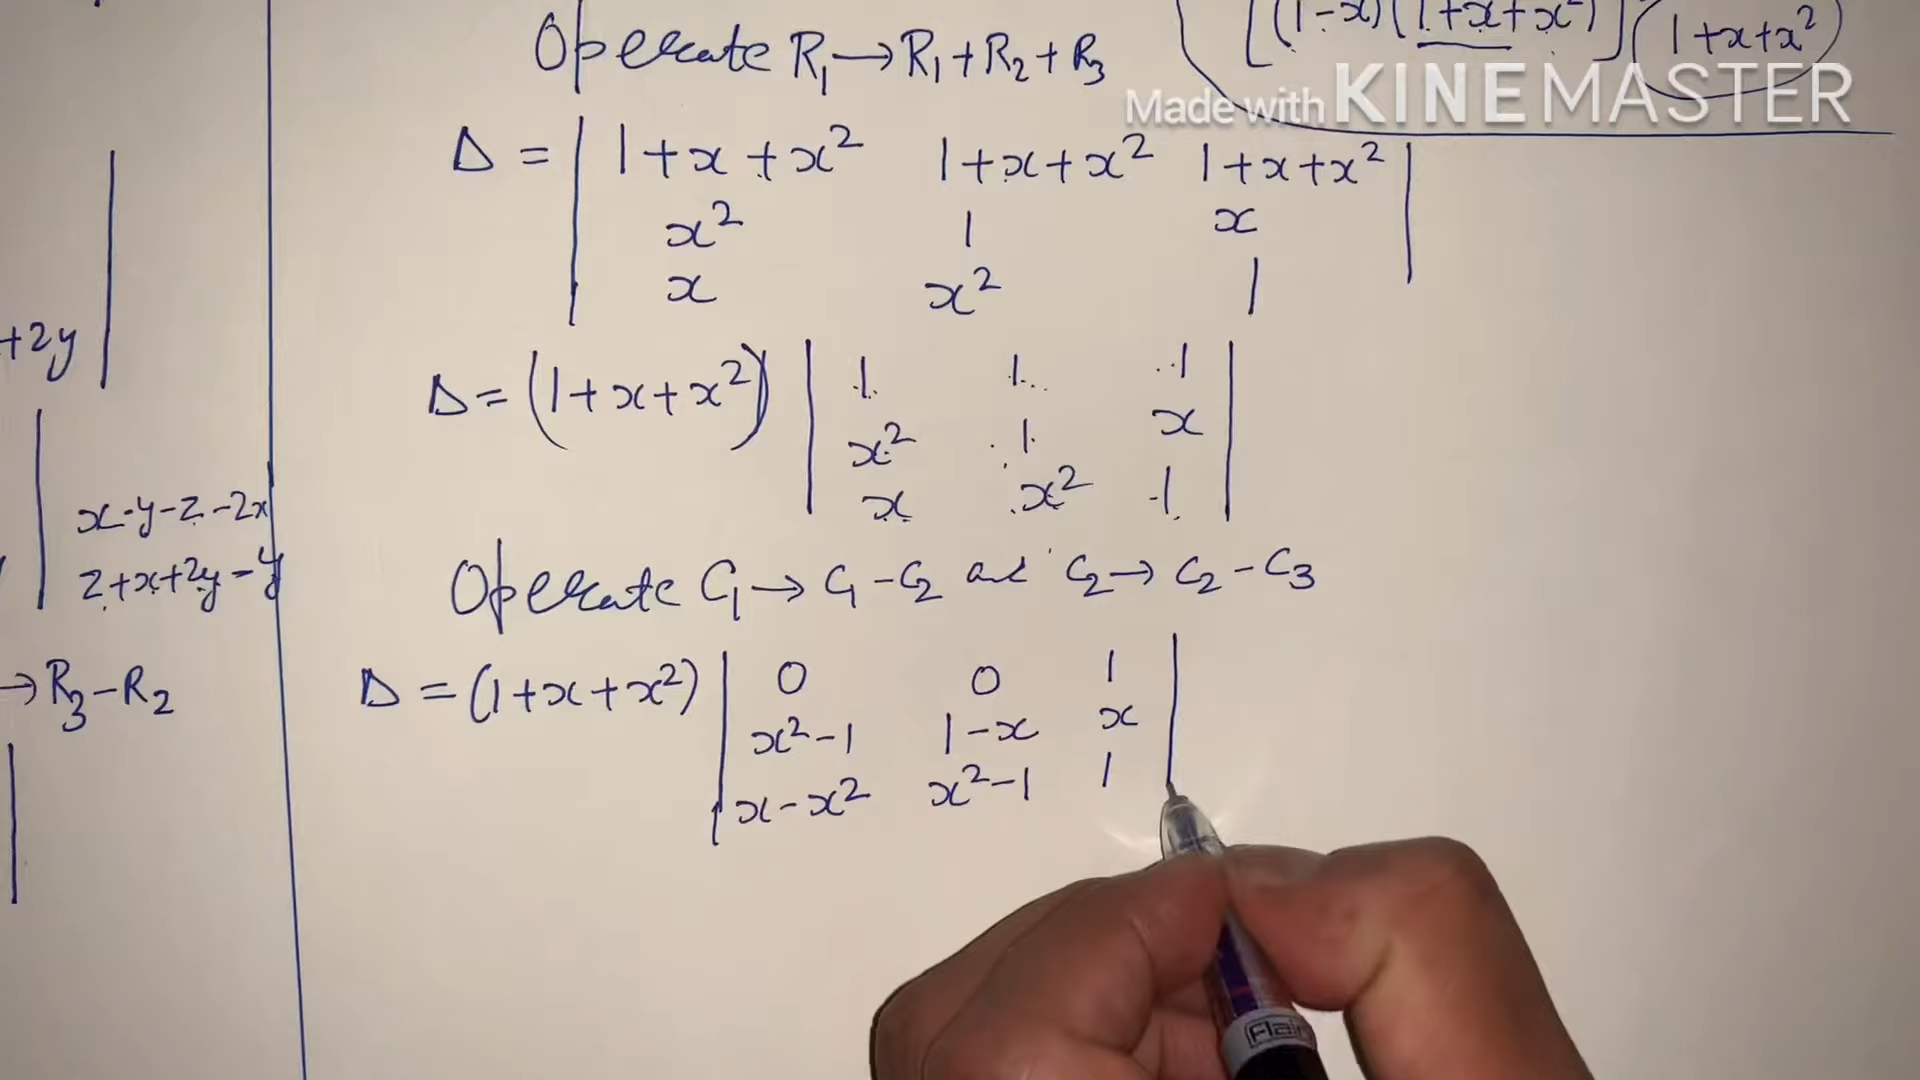 +2y
x-y-z-2x
z+x+2y-y
→R₃-R₂
[(1-x)(1+x+x²)](1+x+x²)
Made with KINEMASTER
Operate R₁→R₁+R₂+R₃
Δ = | 1+x+x² 1+x+x² 1+x+x² |
x² 1 x
x x² 1
Δ = (1+x+x²) | 1 1 1 |
x² 1 x
x x² 1
Operate C₁→C₁-C₂ and C₂→C₂-C₃
Δ = (1+x+x²) | 0 0 1 |
x²-1 1-x x
x-x² x²-1 1
Flair